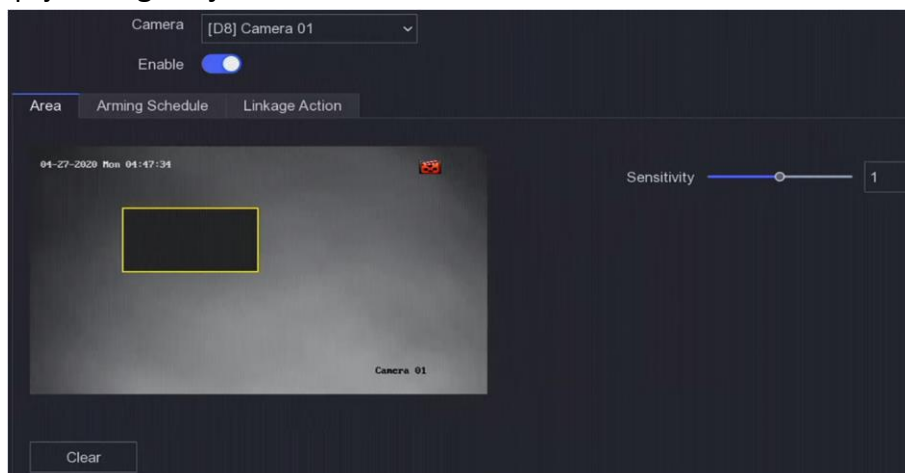 Camera [D8] Camera 01
Enable
Area Arming Schedule Linkage Action
04-27-2020 Mon 04:47:34
Sensitivity 1
Camera 01
Clear